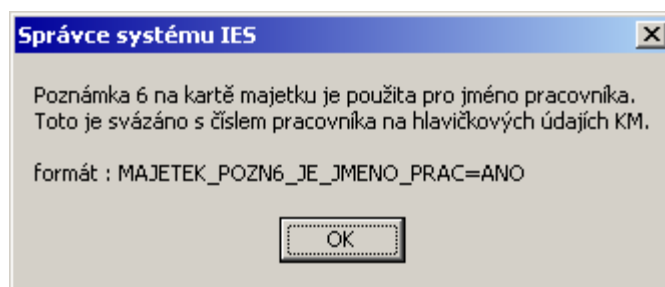 Správce systému IES
Poznámka 6 na kartě majetku je použita pro jméno pracovníka.
Toto je svázáno s číslem pracovníka na hlavičkových údajích KM.
formát : MAJETEK_POZN6_JE_JMENO_PRAC=ANO
OK